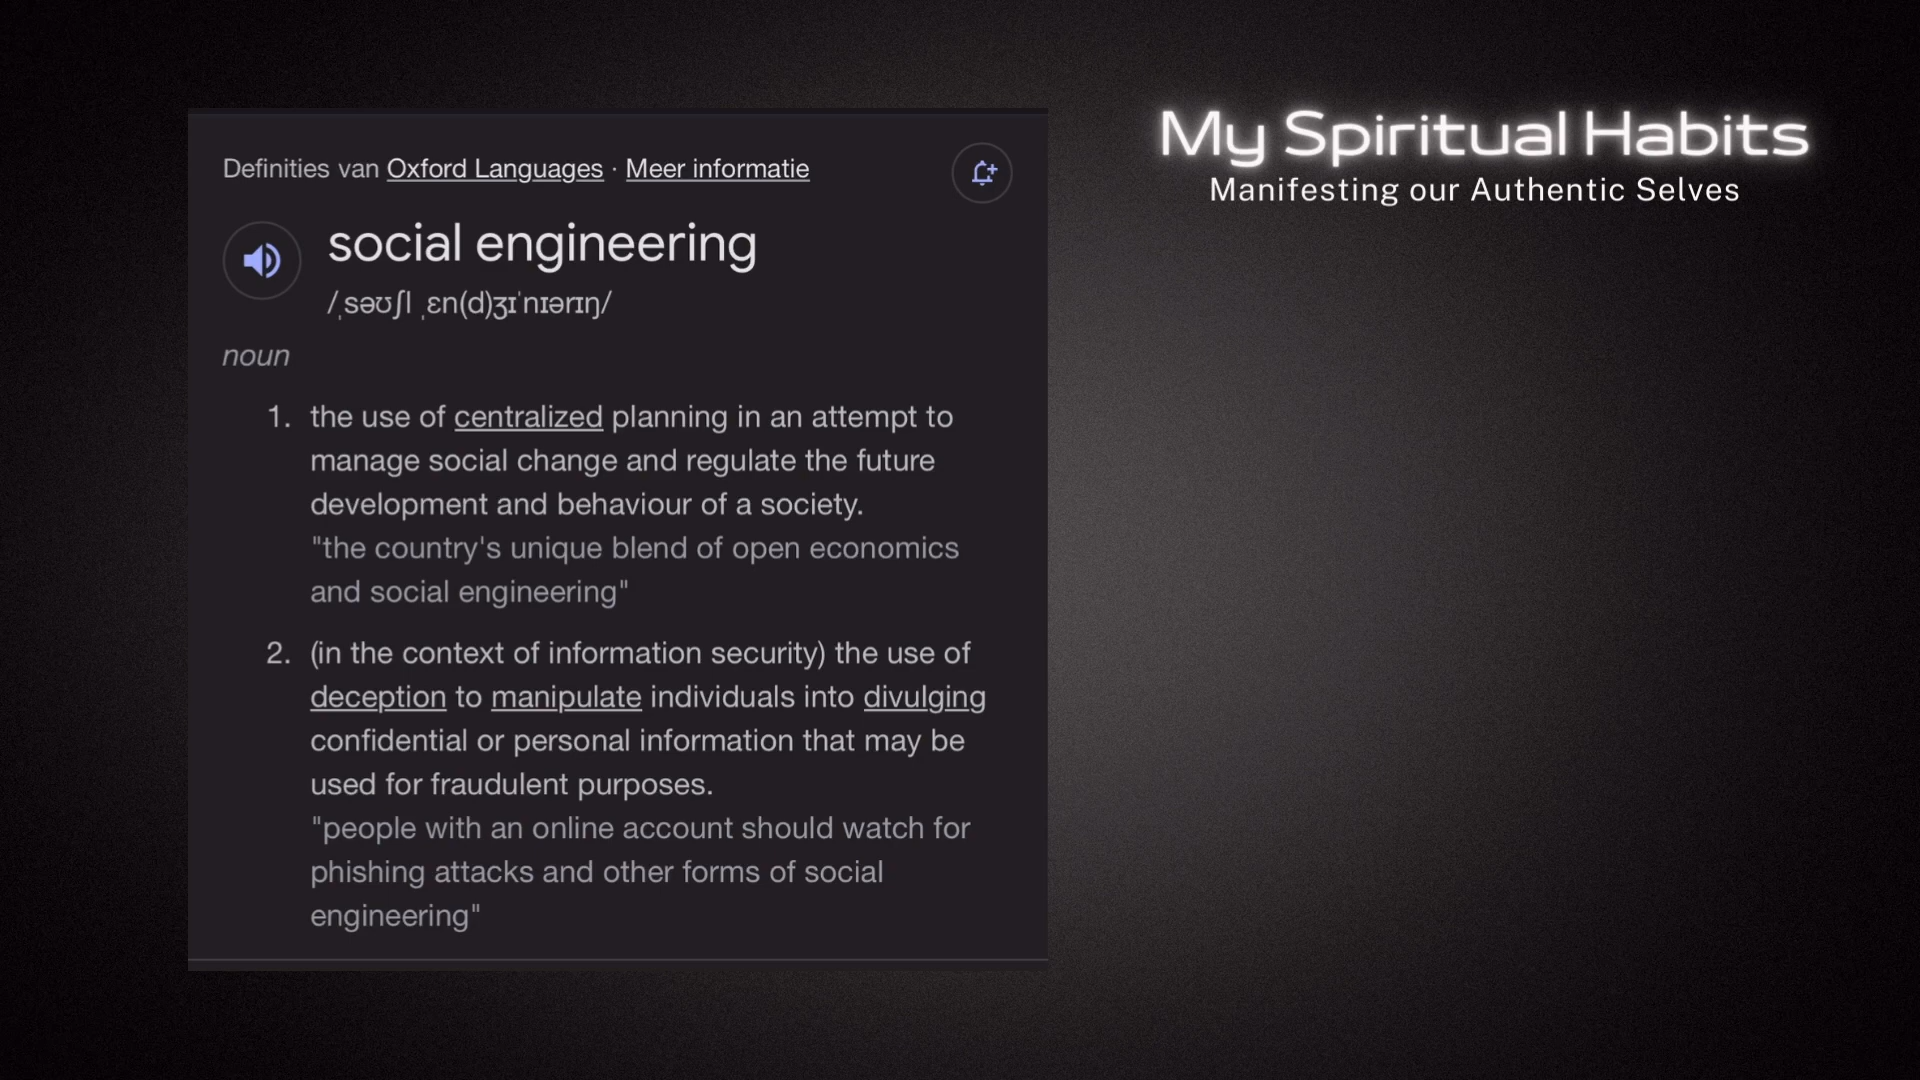 Definities van Oxford Languages · Meer informatie
social engineering
/ˌsəʊʃl ˌɛn(d)ʒɪˈnɪərɪŋ/
noun
1. the use of centralized planning in an attempt to
manage social change and regulate the future
development and behaviour of a society.
"the country's unique blend of open economics
and social engineering"
2. (in the context of information security) the use of
deception to manipulate individuals into divulging
confidential or personal information that may be
used for fraudulent purposes.
"people with an online account should watch for
phishing attacks and other forms of social
engineering"
My Spiritual Habits
Manifesting our Authentic Selves